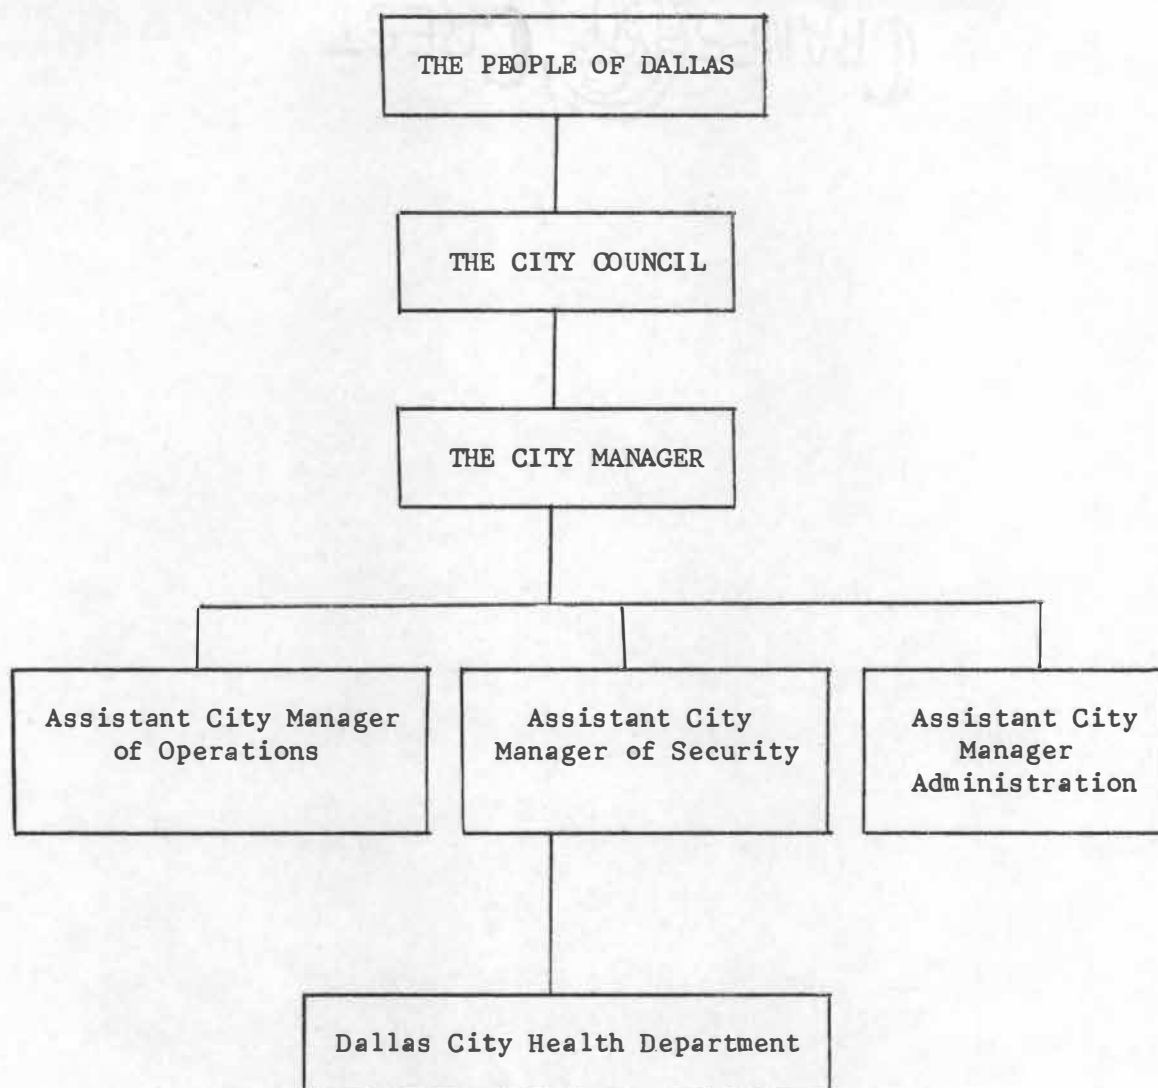 THE PEOPLE OF DALLAS
THE CITY COUNCIL
THE CITY MANAGER
Assistant City Manager
of Operations
Assistant City
Manager of Security
Assistant City
Manager
Administration
Dallas City Health Department